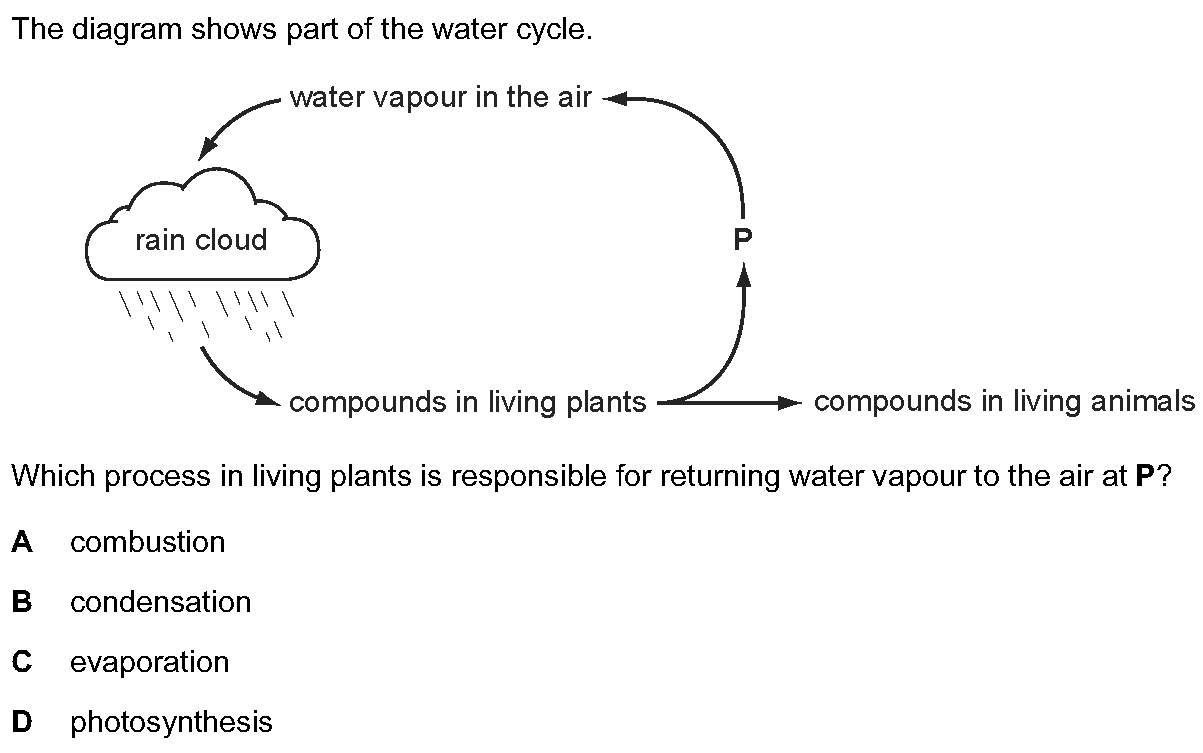 The diagram shows part of the water cycle.
water vapour in the air
rain cloud
P
compounds in living plants
compounds in living animals
Which process in living plants is responsible for returning water vapour to the air at P?
A combustion
B condensation
C evaporation
D photosynthesis